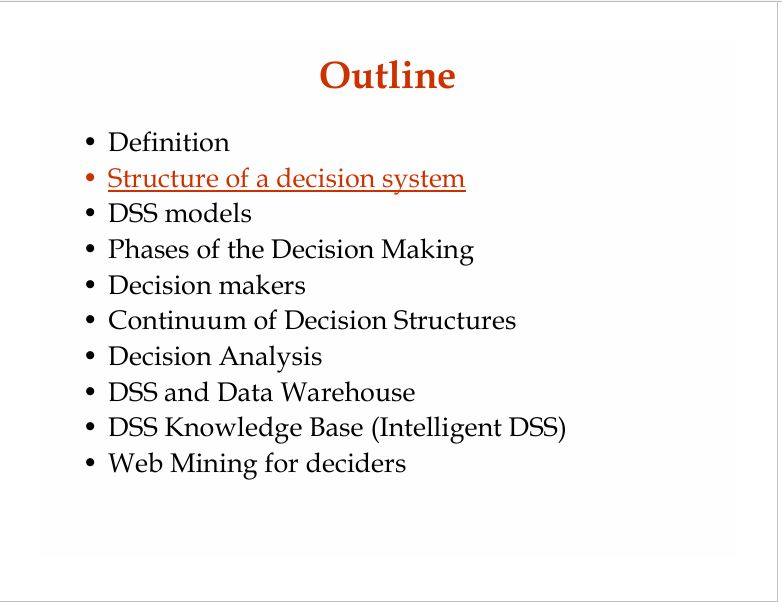 Outline
• Definition
• Structure of a decision system
• DSS models
• Phases of the Decision Making
• Decision makers
• Continuum of Decision Structures
• Decision Analysis
• DSS and Data Warehouse
• DSS Knowledge Base (Intelligent DSS)
• Web Mining for deciders